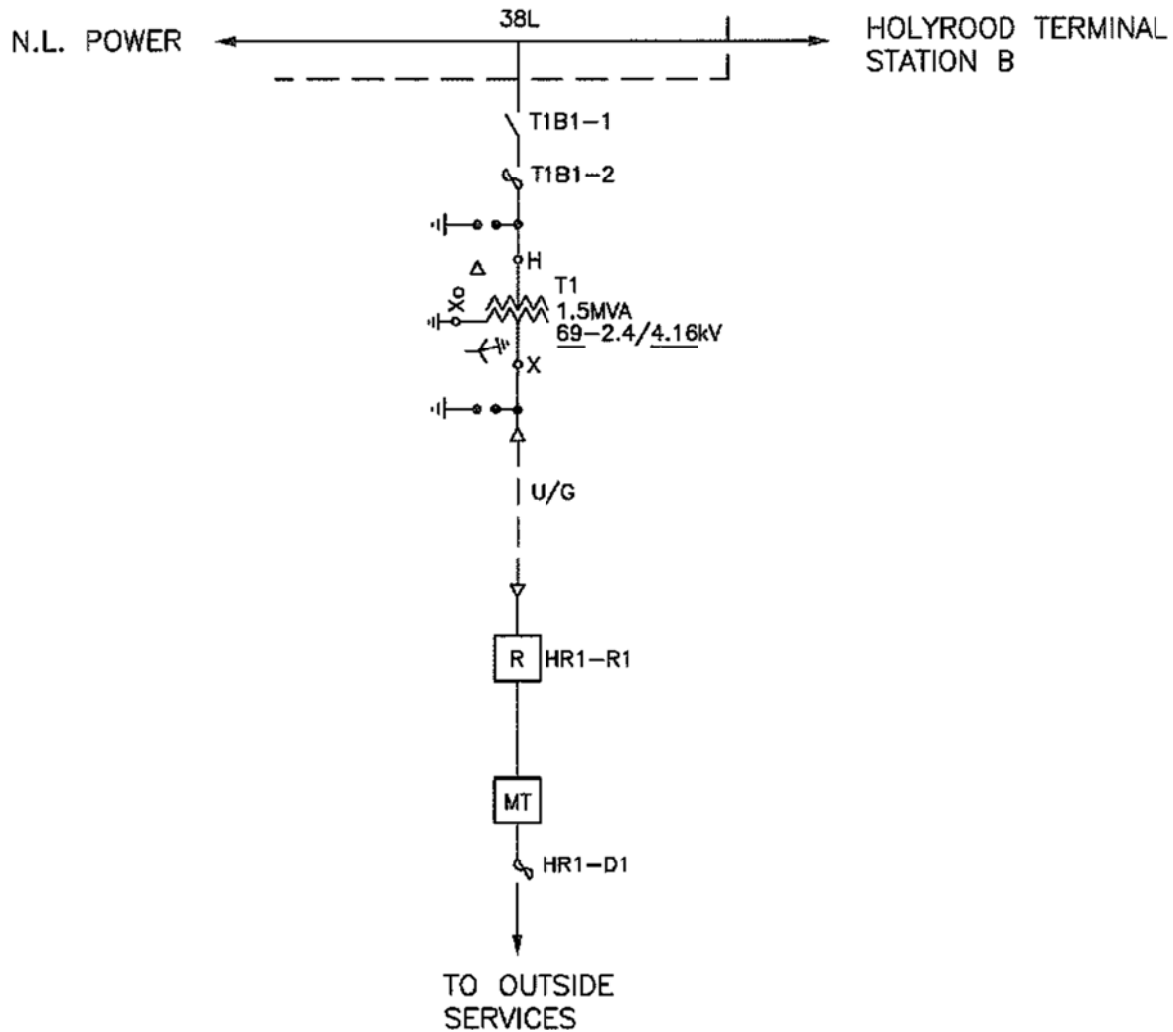 38L
N.L. POWER
HOLYROOD TERMINAL
STATION B
T1B1-1
T1B1-2
H
T1
Xo
1.5MVA
69-2.4/4.16kV
X
U/G
R
HR1-R1
MT
HR1-D1
TO OUTSIDE
SERVICES